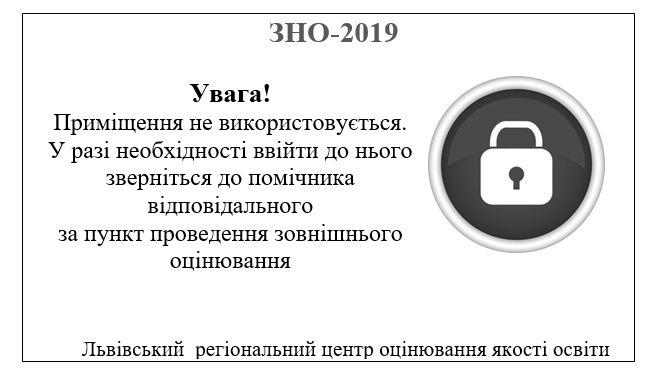 ЗНО-2019
Увага!
Приміщення не використовується.
У разі необхідності ввійти до нього
зверніться до помічника
відповідального
за пункт проведення зовнішнього
оцінювання
Львівський  регіональний центр оцінювання якості освіти